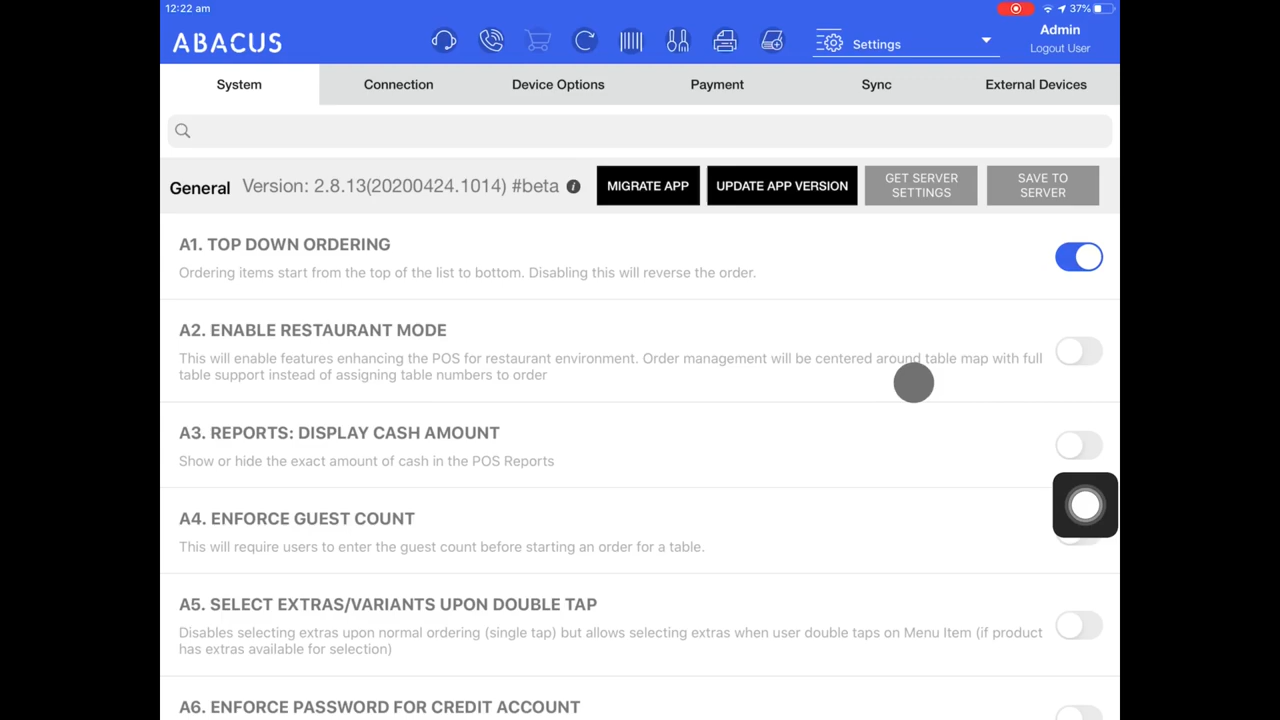 12:22 am
37%
ABACUS
Settings
Admin
Logout User
System
Connection
Device Options
Payment
Sync
External Devices
General
Version: 2.8.13(20200424.1014) #beta
MIGRATE APP
UPDATE APP VERSION
GET SERVER
SETTINGS
SAVE TO
SERVER
A1. TOP DOWN ORDERING
Ordering items start from the top of the list to bottom. Disabling this will reverse the order.
A2. ENABLE RESTAURANT MODE
This will enable features enhancing the POS for restaurant environment. Order management will be centered around table map with full
table support instead of assigning table numbers to order
A3. REPORTS: DISPLAY CASH AMOUNT
Show or hide the exact amount of cash in the POS Reports
A4. ENFORCE GUEST COUNT
This will require users to enter the guest count before starting an order for a table.
A5. SELECT EXTRAS/VARIANTS UPON DOUBLE TAP
Disables selecting extras upon normal ordering (single tap) but allows selecting extras when user double taps on Menu Item (if product
has extras available for selection)
A6. ENFORCE PASSWORD FOR CREDIT ACCOUNT